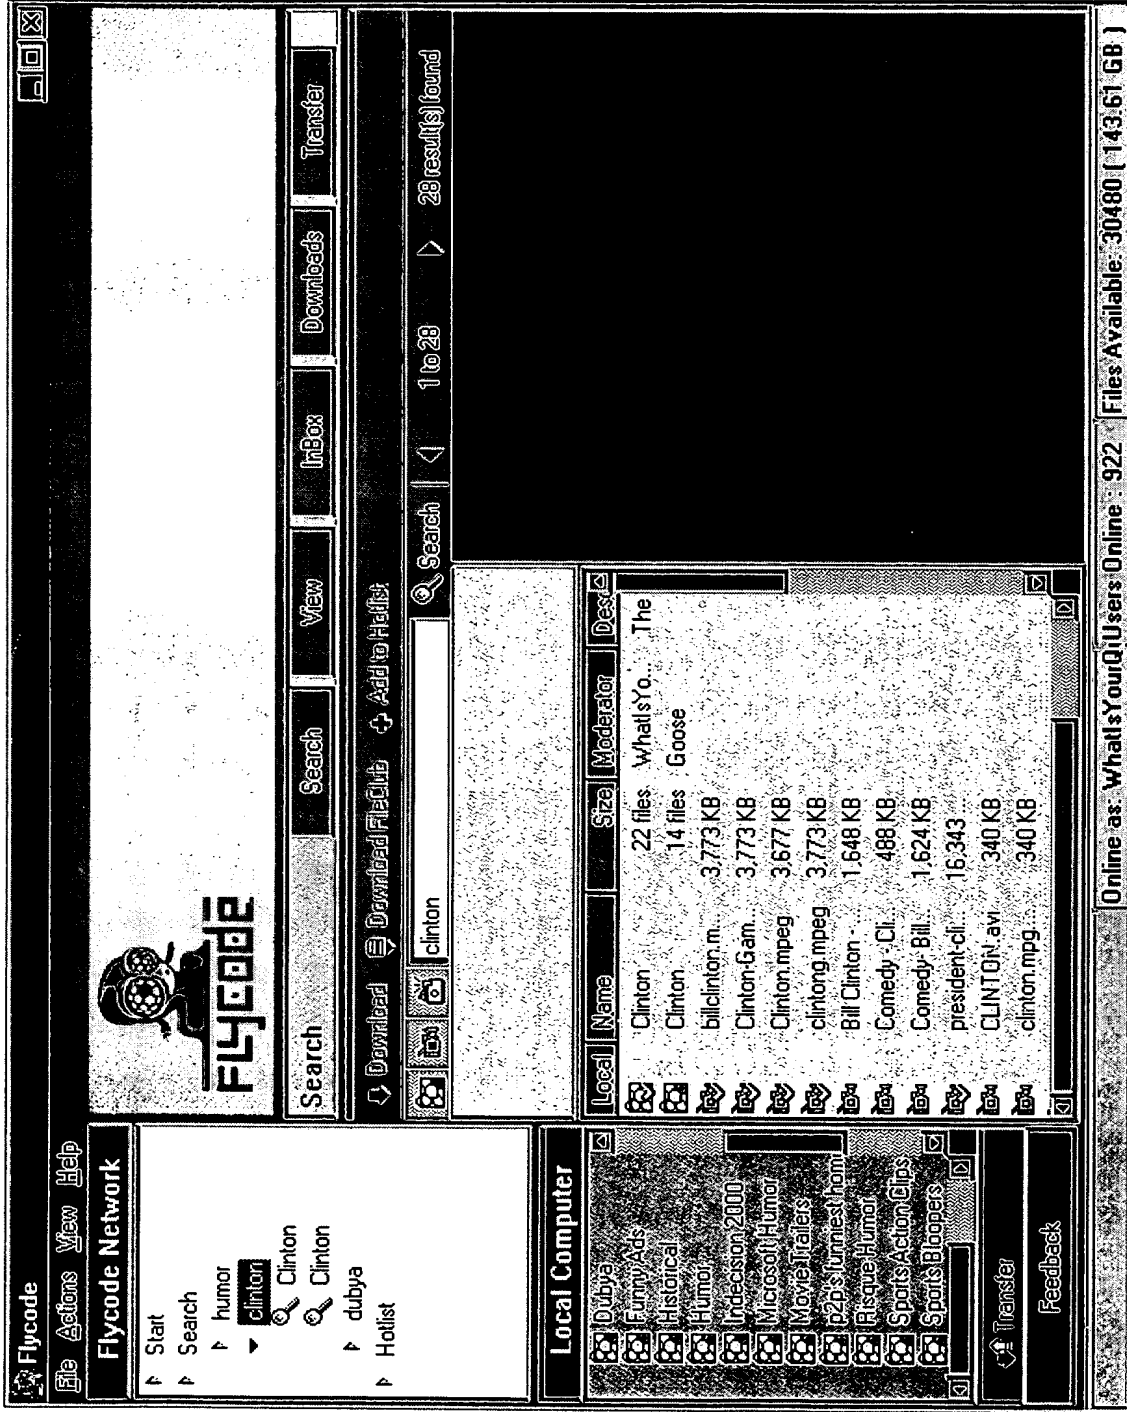 Flycode
File Actions View Help
Flycode Network
Start
Search
humor
clinton
Clinton
Clinton
dubya
Hotlist
Local Computer
Dubya
Funny Ads
Historical
Humor
Indecision 2000
Microsoft Humor
Movie Trailers
p2p's funniest hom
Risque Humor
Sports Action Clips
Sports Bloopers
Transfer
Feedback
FLYCODE
Search Search View InBox Downloads Transfer
Download Download FileClub Add to Hotlist
clinton Search 1 to 28 28 result(s) found
Local Name Size Moderator Desc
Clinton 22 files WhatIsYo... The
Clinton 14 files Goose
billclinton.m... 3,773 KB
Clinton-Gam... 3,773 KB
Clinton.mpeg 3,677 KB
clintong.mpeg 3,773 KB
Bill Clinton - ... 1,648 KB
Comedy - Cli... 488 KB
Comedy- Bill... 1,624 KB
president-cli... 16,343 ...
CLINTON.avi 340 KB
clinton.mpg... 340 KB
Online as: WhatIsYourQi Users Online : 922 Files Available: 30480 ( 143.61 GB )